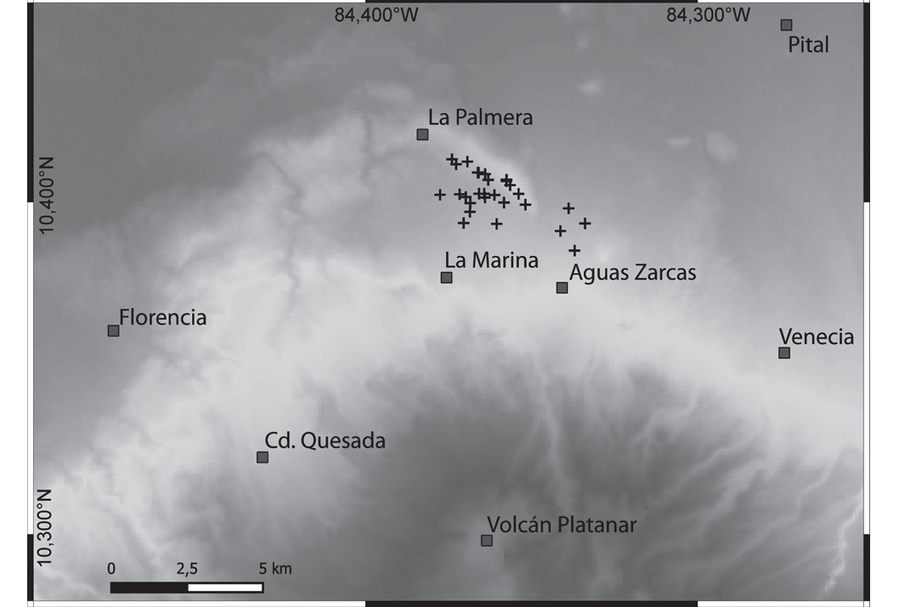 84,400°W
84,300°W
Pital
La Palmera
10,400°N
La Marina
Aguas Zarcas
Florencia
Venecia
Cd. Quesada
10,300°N
Volcán Platanar
0 2,5 5 km